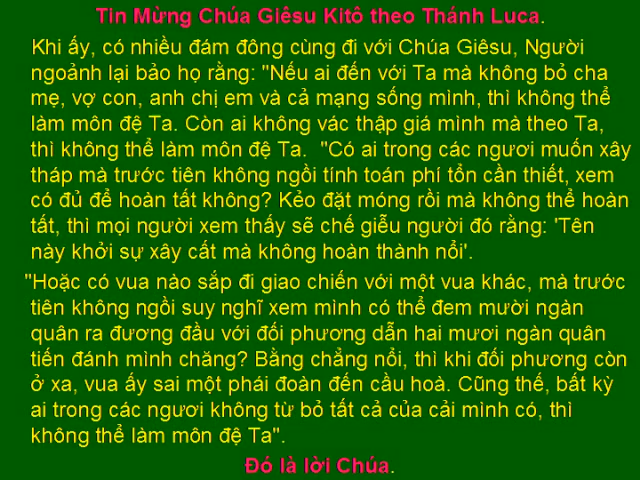 Tin Mừng Chúa Giêsu Kitô theo Thánh Luca.
Khi ấy, có nhiều đám đông cùng đi với Chúa Giêsu, Người
ngoảnh lại bảo họ rằng: "Nếu ai đến với Ta mà không bỏ cha
mẹ, vợ con, anh chị em và cả mạng sống mình, thì không thể
làm môn đệ Ta. Còn ai không vác thập giá mình mà theo Ta,
thì không thể làm môn đệ Ta. "Có ai trong các ngươi muốn xây
tháp mà trước tiên không ngồi tính toán phí tổn cần thiết, xem
có đủ để hoàn tất không? Kẻo đặt móng rồi mà không thể hoàn
tất, thì mọi người xem thấy sẽ chế giễu người đó rằng: 'Tên
này khởi sự xây cất mà không hoàn thành nổi'.
"Hoặc có vua nào sắp đi giao chiến với một vua khác, mà trước
tiên không ngồi suy nghĩ xem mình có thể đem mười ngàn
quân ra đương đầu với đối phương dẫn hai mươi ngàn quân
tiến đánh mình chăng? Bằng chẳng nổi, thì khi đối phương còn
ở xa, vua ấy sai một phái đoàn đến cầu hoà. Cũng thế, bất kỳ
ai trong các ngươi không từ bỏ tất cả của cải mình có, thì
không thể làm môn đệ Ta".
Đó là lời Chúa.